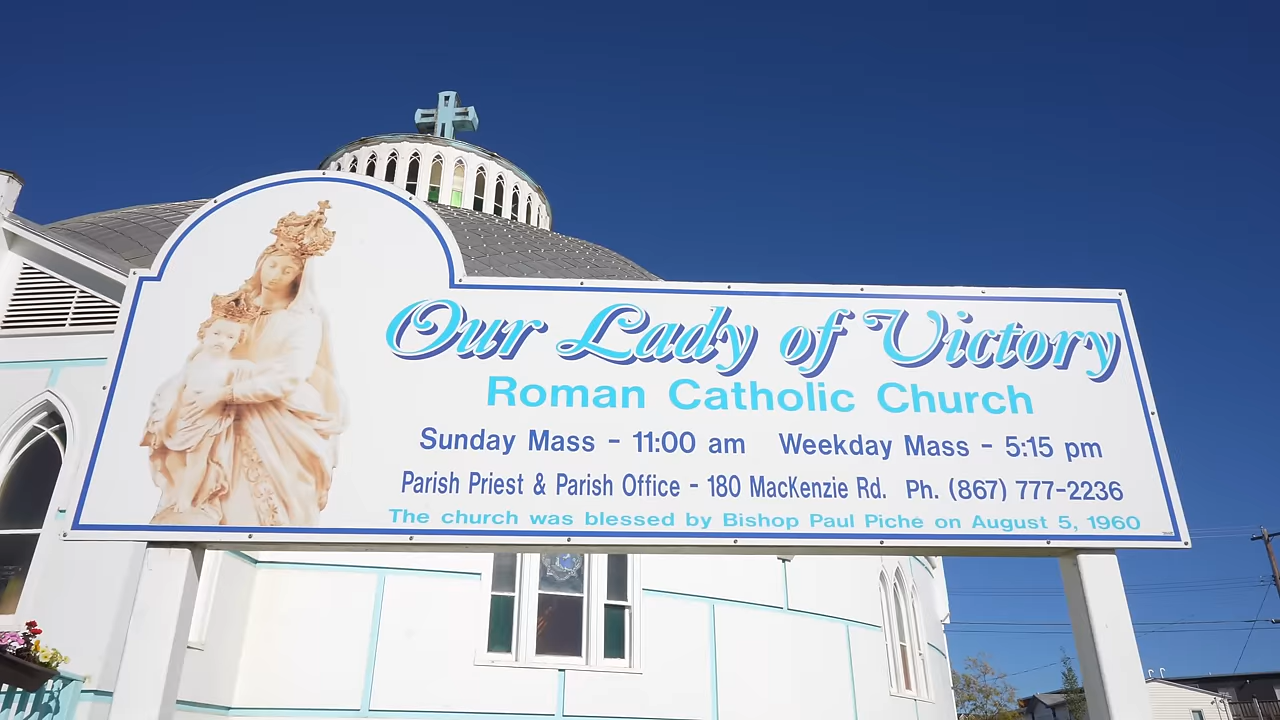 Our Lady of Victory
Roman Catholic Church
Sunday Mass - 11:00 am Weekday Mass - 5:15 pm
Parish Priest & Parish Office - 180 MacKenzie Rd. Ph. (867) 777-2236
The church was blessed by Bishop Paul Piché on August 5, 1960